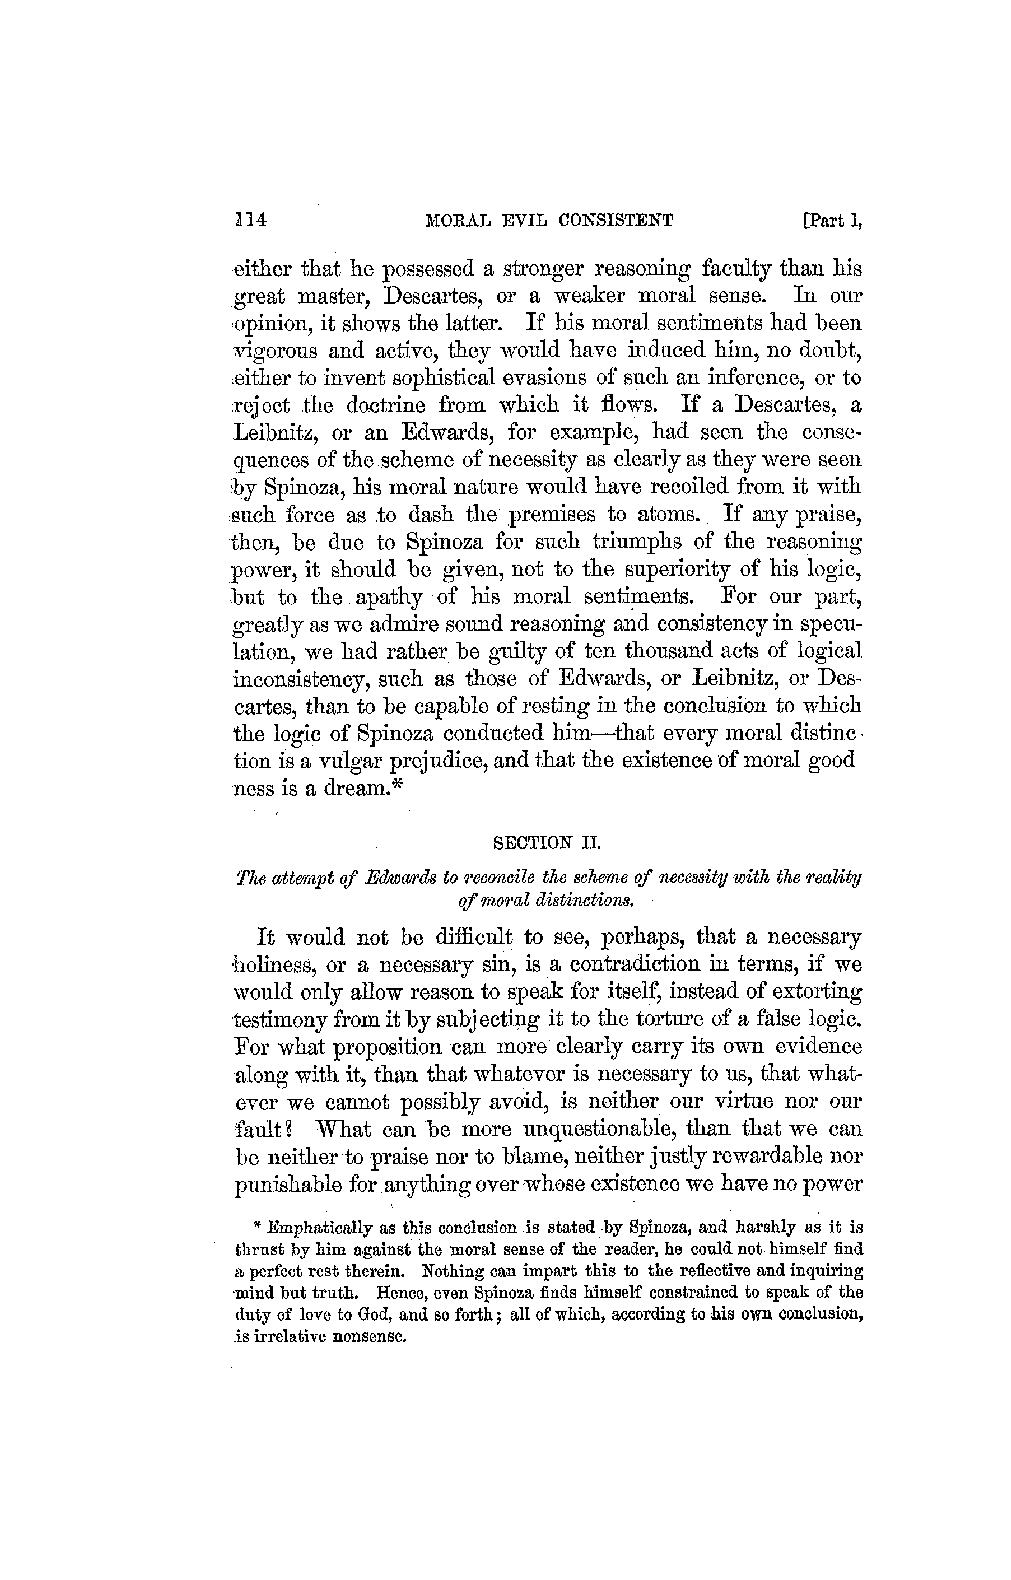 114 MORAL EVIL CONSISTENT [Part I,
either that he possessed a stronger reasoning faculty than his
great master, Descartes, or a weaker moral sense. In our
opinion, it shows the latter. If his moral sentiments had been
vigorous and active, they would have induced him, no doubt,
either to invent sophistical evasions of such an inference, or to
reject the doctrine from which it flows. If a Descartes, a
Leibnitz, or an Edwards, for example, had seen the conse-
quences of the scheme of necessity as clearly as they were seen
by Spinoza, his moral nature would have recoiled from it with
such force as to dash the premises to atoms. If any praise,
then, be due to Spinoza for such triumphs of the reasoning
power, it should be given, not to the superiority of his logic,
but to the apathy of his moral sentiments. For our part,
greatly as we admire sound reasoning and consistency in specu-
lation, we had rather be guilty of ten thousand acts of logical
inconsistency, such as those of Edwards, or Leibnitz, or Des-
cartes, than to be capable of resting in the conclusion to which
the logic of Spinoza conducted him—that every moral distinc-
tion is a vulgar prejudice, and that the existence of moral good
ness is a dream.*
SECTION II.
The attempt of Edwards to reconcile the scheme of necessity with the reality
of moral distinctions.
It would not be difficult to see, perhaps, that a necessary
holiness, or a necessary sin, is a contradiction in terms, if we
would only allow reason to speak for itself, instead of extorting
testimony from it by subjecting it to the torture of a false logic.
For what proposition can more clearly carry its own evidence
along with it, than that whatever is necessary to us, that what-
ever we cannot possibly avoid, is neither our virtue nor our
fault? What can be more unquestionable, than that we can
be neither to praise nor to blame, neither justly rewardable nor
punishable for anything over whose existence we have no power
* Emphatically as this conclusion is stated by Spinoza, and harshly as it is
thrust by him against the moral sense of the reader, he could not himself find
a perfect rest therein. Nothing can impart this to the reflective and inquiring
mind but truth. Hence, even Spinoza finds himself constrained to speak of the
duty of love to God, and so forth; all of which, according to his own conclusion,
is irrelative nonsense.